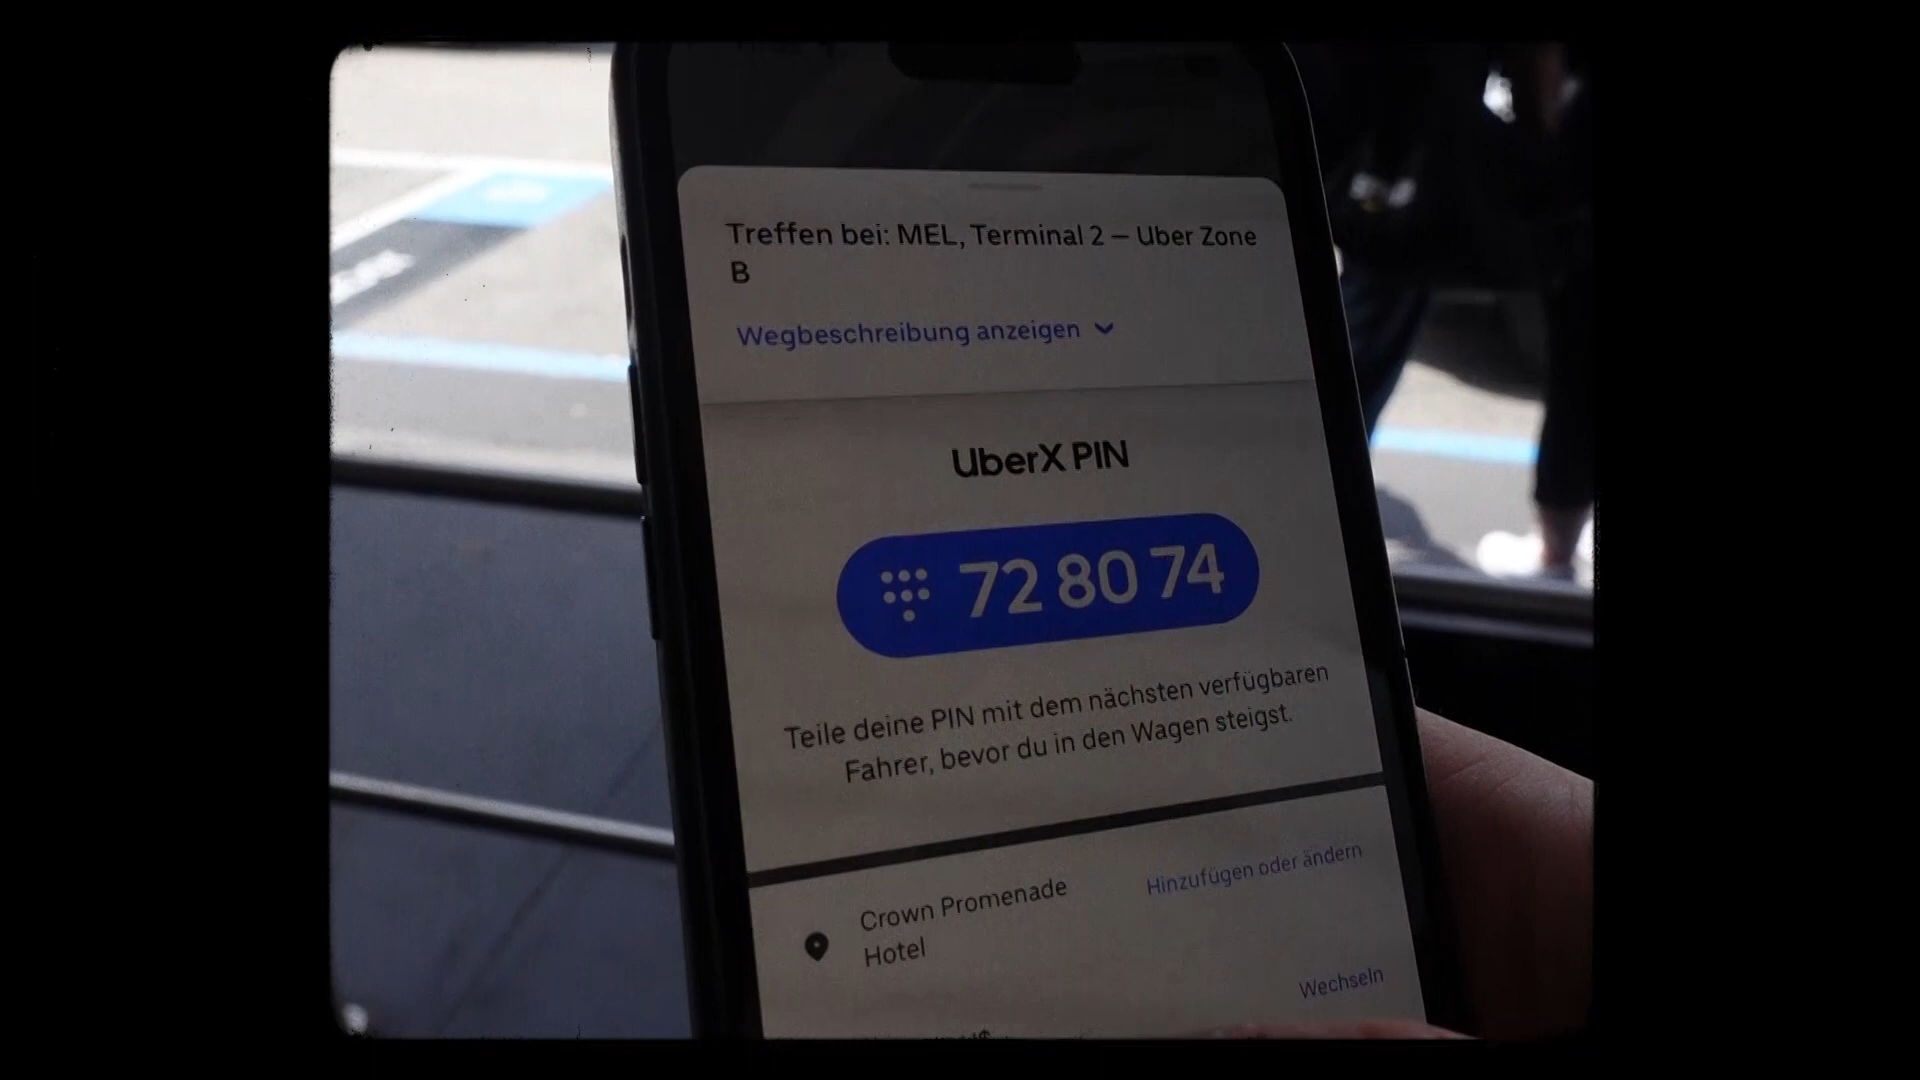 Treffen bei: MEL, Terminal 2 – Uber Zone
B
Wegbeschreibung anzeigen
UberX PIN
72 80 74
Teile deine PIN mit dem nächsten verfügbaren
Fahrer, bevor du in den Wagen steigst.
Crown Promenade
Hotel
Hinzufügen oder ändern
Wechseln